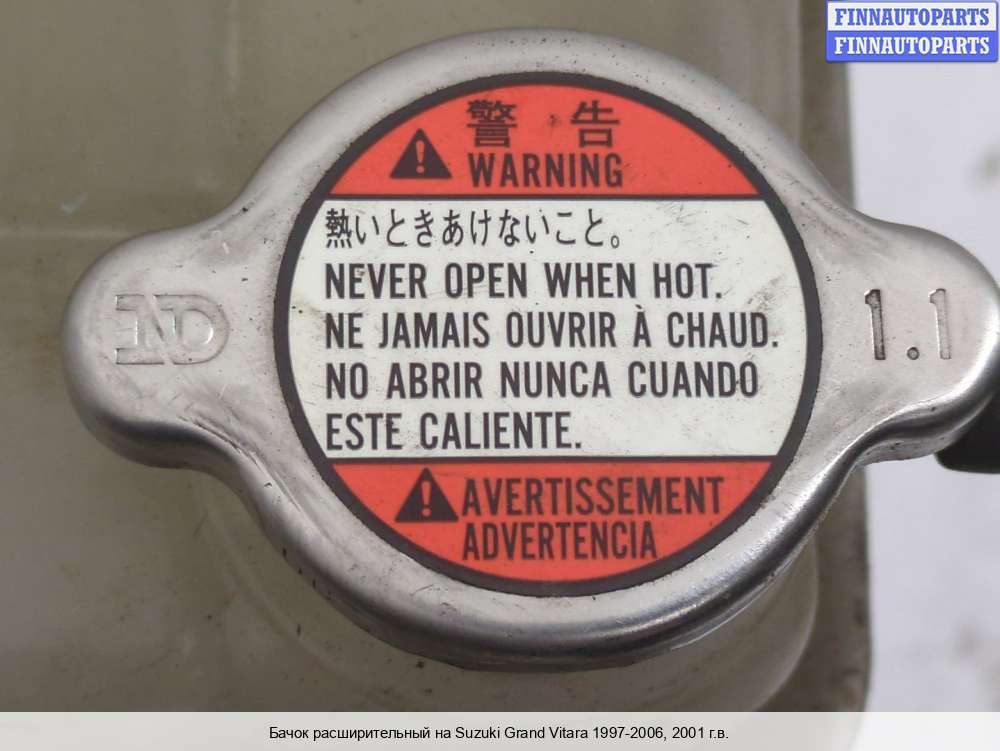 FINNAUTOPARTS
FINNAUTOPARTS
警告
WARNING
熱いときあけないこと。
NEVER OPEN WHEN HOT.
NE JAMAIS OUVRIR À CHAUD.
NO ABRIR NUNCA CUANDO
ESTE CALIENTE.
AVERTISSEMENT
ADVERTENCIA
ND
1.1
Бачок расширительный на Suzuki Grand Vitara 1997-2006, 2001 г.в.